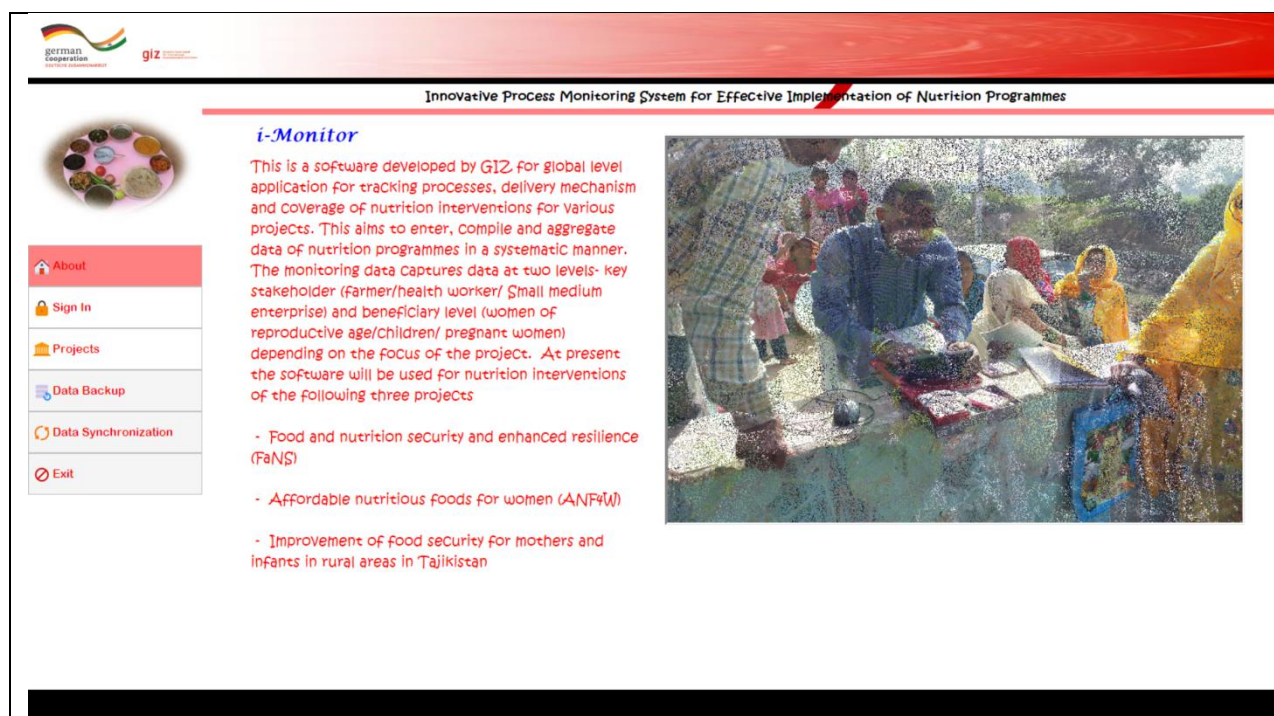 german
cooperation
DEUTSCHE ZUSAMMENARBEIT
giz
Innovative Process Monitoring System for Effective Implementation of Nutrition Programmes
About
Sign In
Projects
Data Backup
Data Synchronization
Exit
i-Monitor
This is a software developed by GIZ for global level
application for tracking processes, delivery mechanism
and coverage of nutrition interventions for various
projects. This aims to enter, compile and aggregate
data of nutrition programmes in a systematic manner.
The monitoring data captures data at two levels- key
stakeholder (farmer/health worker/ Small medium
enterprise) and beneficiary level (women of
reproductive age/children/ pregnant women)
depending on the focus of the project. At present
the software will be used for nutrition interventions
of the following three projects
- Food and nutrition security and enhanced resilience
(FaNS)
- Affordable nutritious foods for women (ANF4W)
- Improvement of food security for mothers and
infants in rural areas in Tajikistan